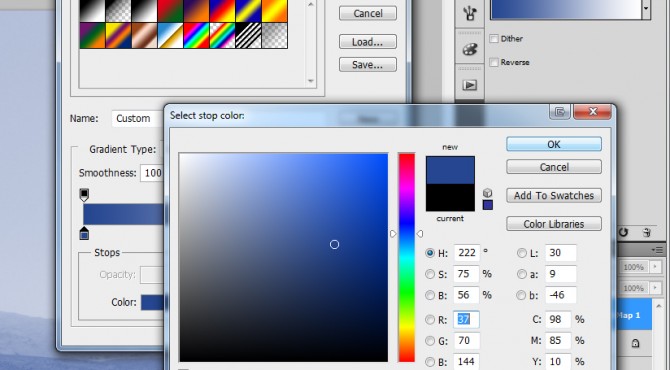 Cancel
Load...
Save...
Dither
Reverse
Name: Custom
Gradient Type:
Smoothness: 100
Stops
Opacity:
Color:
Select stop color:
new
current
OK
Cancel
Add To Swatches
Color Libraries
H: 222 °
S: 75 %
B: 56 %
R: 37
G: 70
B: 144
L: 30
a: 9
b: -46
C: 98 %
M: 85 %
Y: 10 %
100%
100%
Map 1